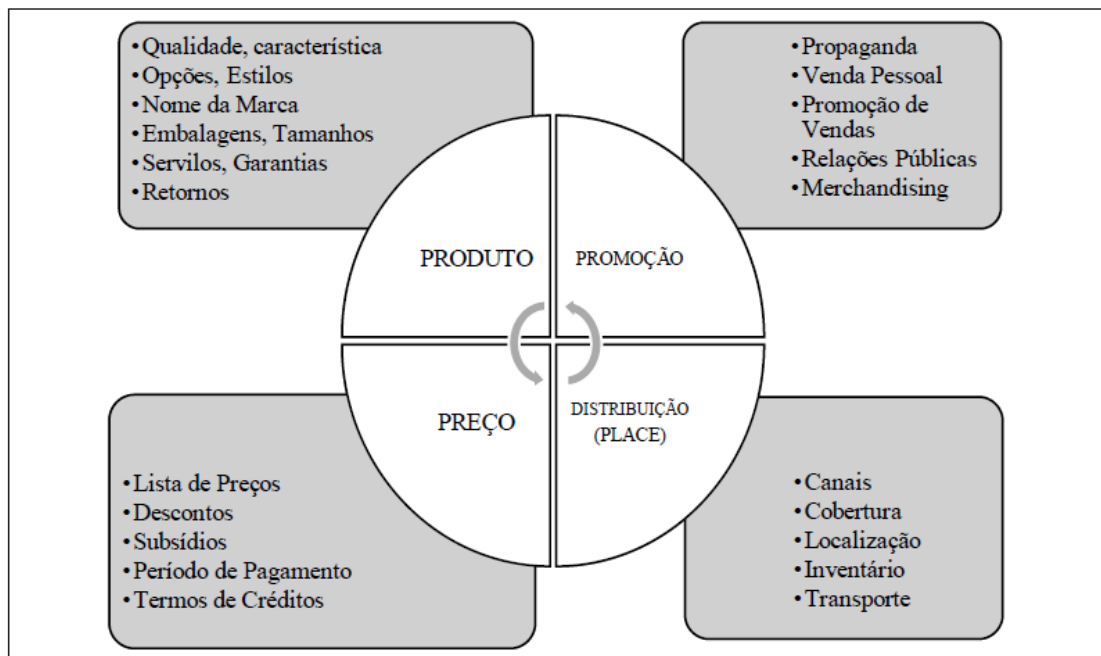 •Qualidade, característica
•Opções, Estilos
•Nome da Marca
•Embalagens, Tamanhos
•Servilos, Garantias
•Retornos
•Propaganda
•Venda Pessoal
•Promoção de
Vendas
•Relações Públicas
•Merchandising
PRODUTO
PROMOÇÃO
PREÇO
DISTRIBUIÇÃO
(PLACE)
•Lista de Preços
•Descontos
•Subsídios
•Período de Pagamento
•Termos de Créditos
•Canais
•Cobertura
•Localização
•Inventário
•Transporte